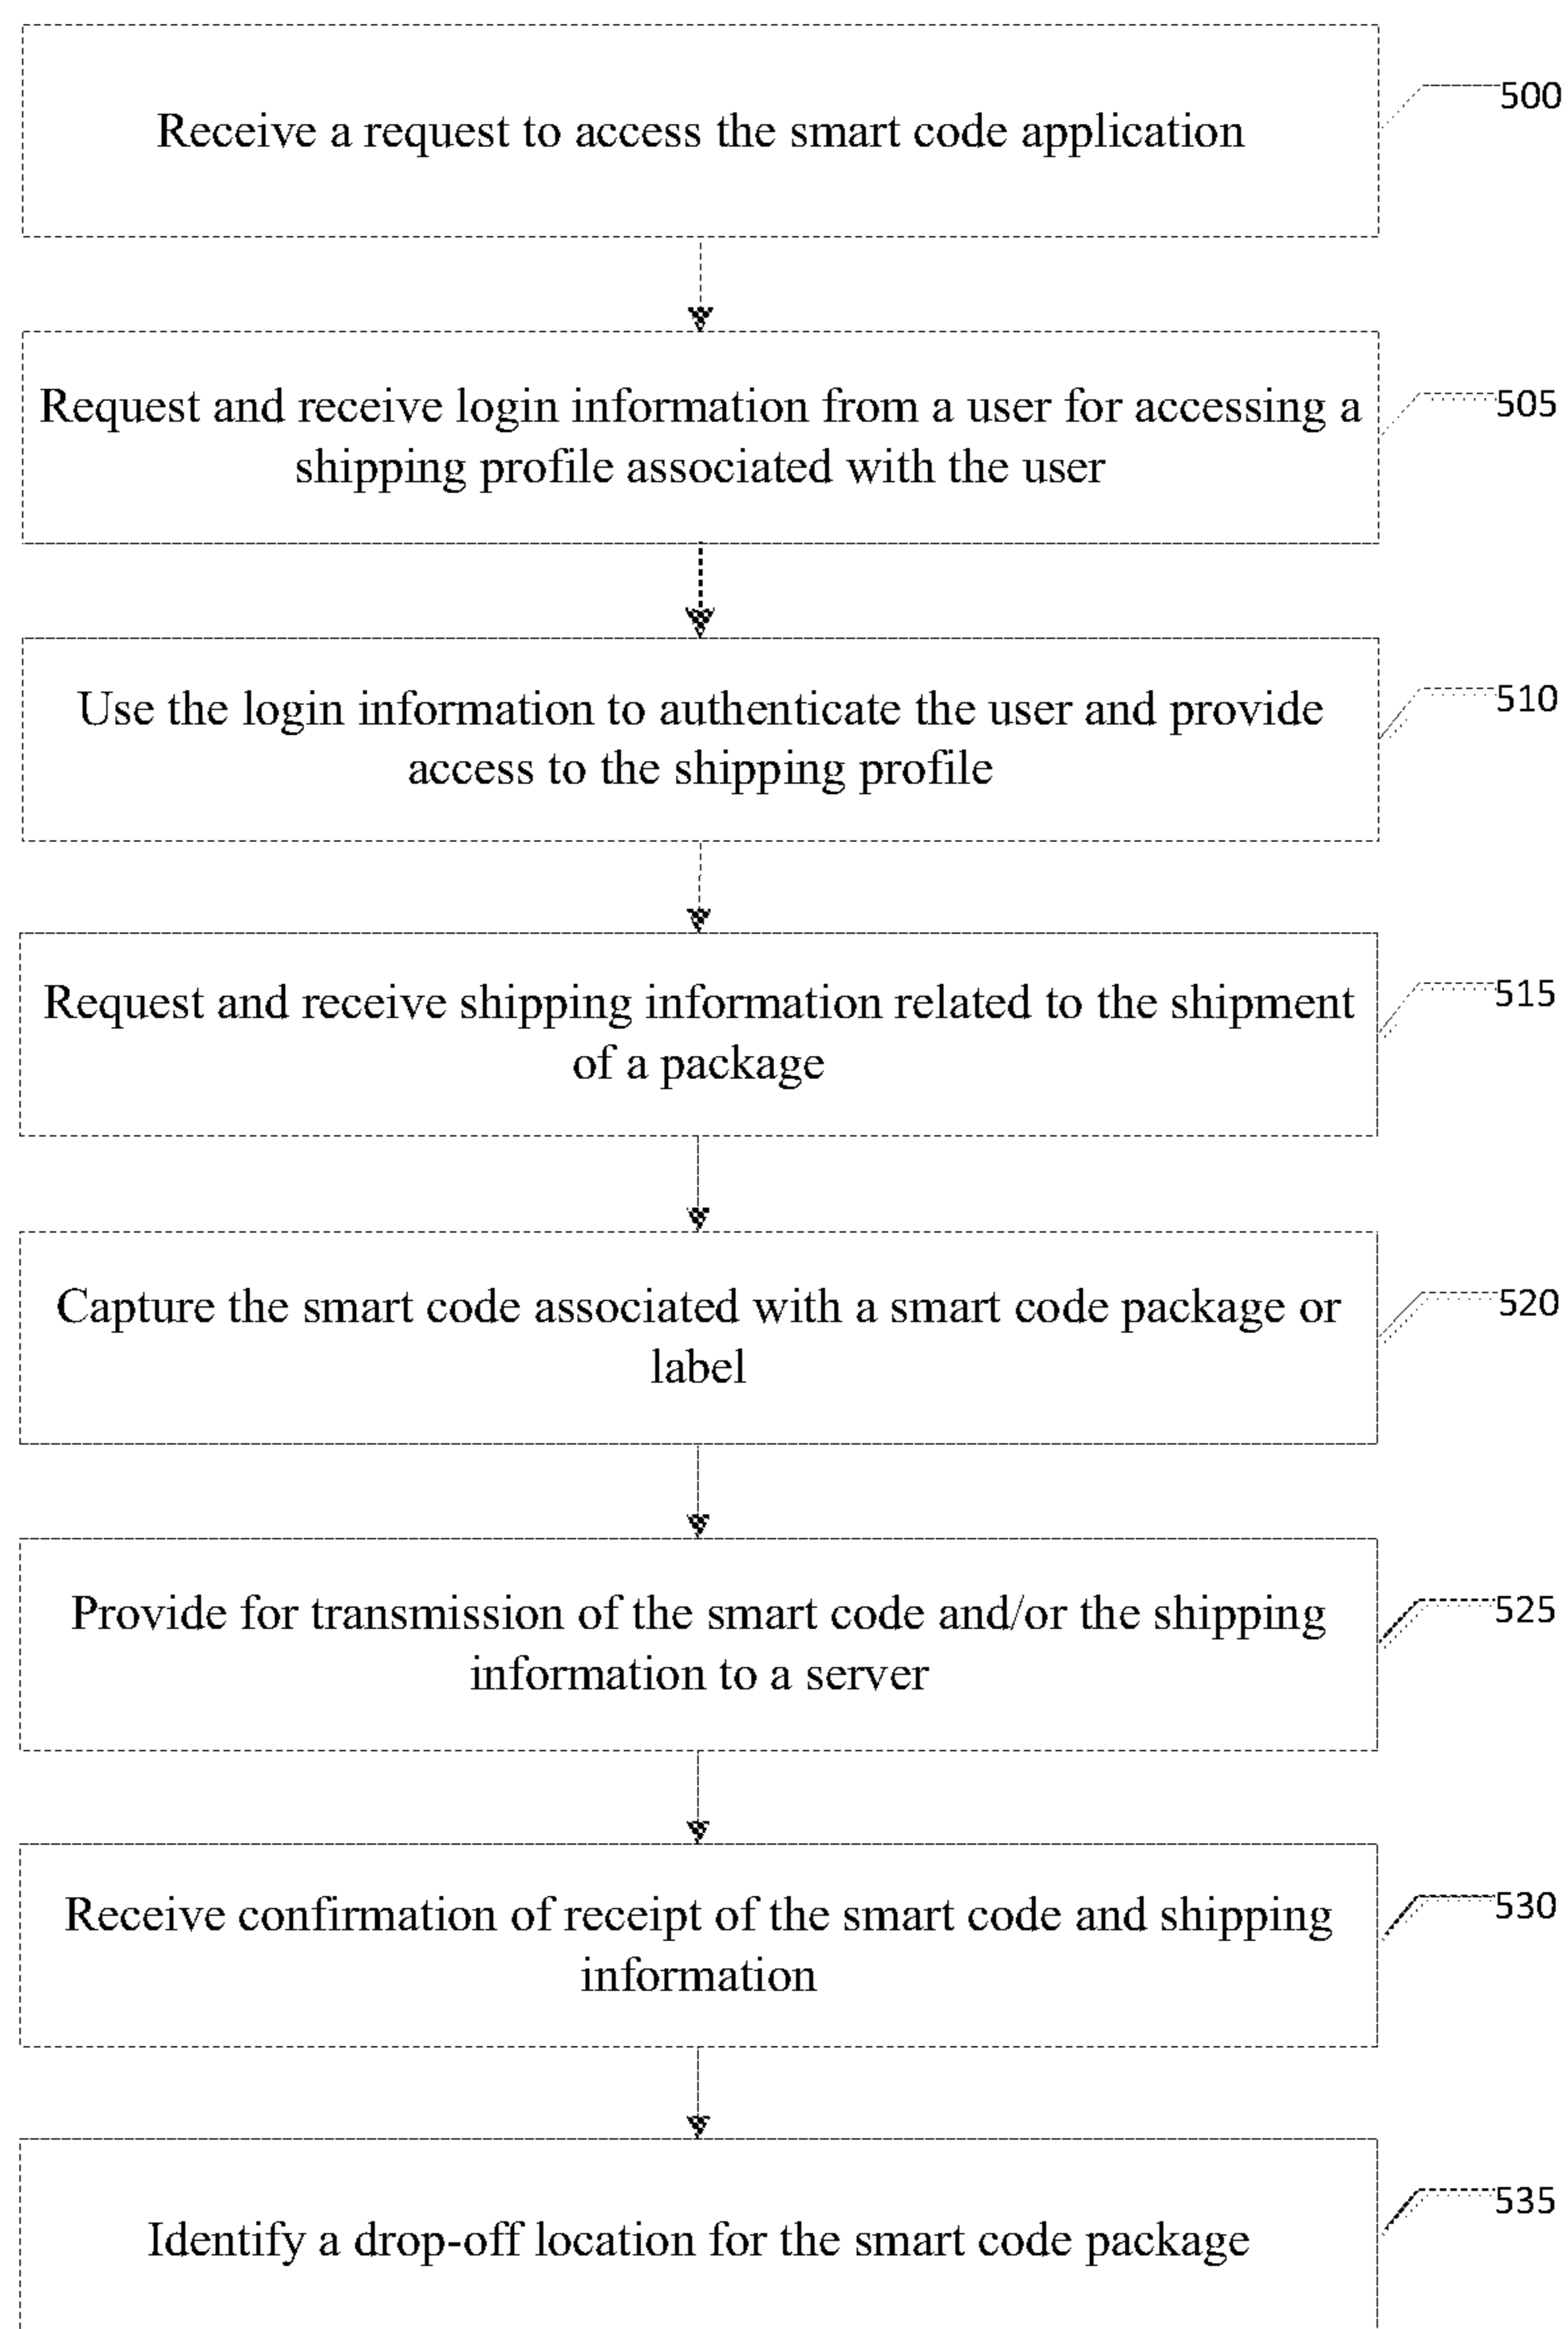 Receive a request to access the smart code application
500
Request and receive login information from a user for accessing a
shipping profile associated with the user
505
Use the login information to authenticate the user and provide
access to the shipping profile
510
Request and receive shipping information related to the shipment
of a package
515
Capture the smart code associated with a smart code package or
label
520
Provide for transmission of the smart code and/or the shipping
information to a server
525
Receive confirmation of receipt of the smart code and shipping
information
530
Identify a drop-off location for the smart code package
535